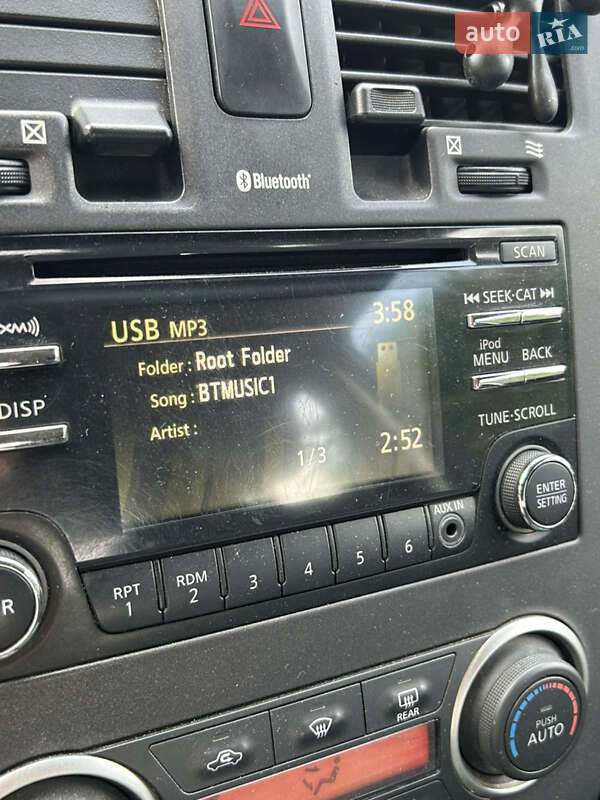 auto RIA
.com
Bluetooth®
SCAN
SEEK·CAT
XM
USB MP3 3:58
iPod
MENU BACK
Folder : Root Folder
Song : BTMUSIC1
DISP
Artist :
TUNE·SCROLL
1/3 2:52
ENTER
SETTING
AUX IN
RPT
1
RDM
2
3
4
5
6
R
REAR
PUSH
AUTO